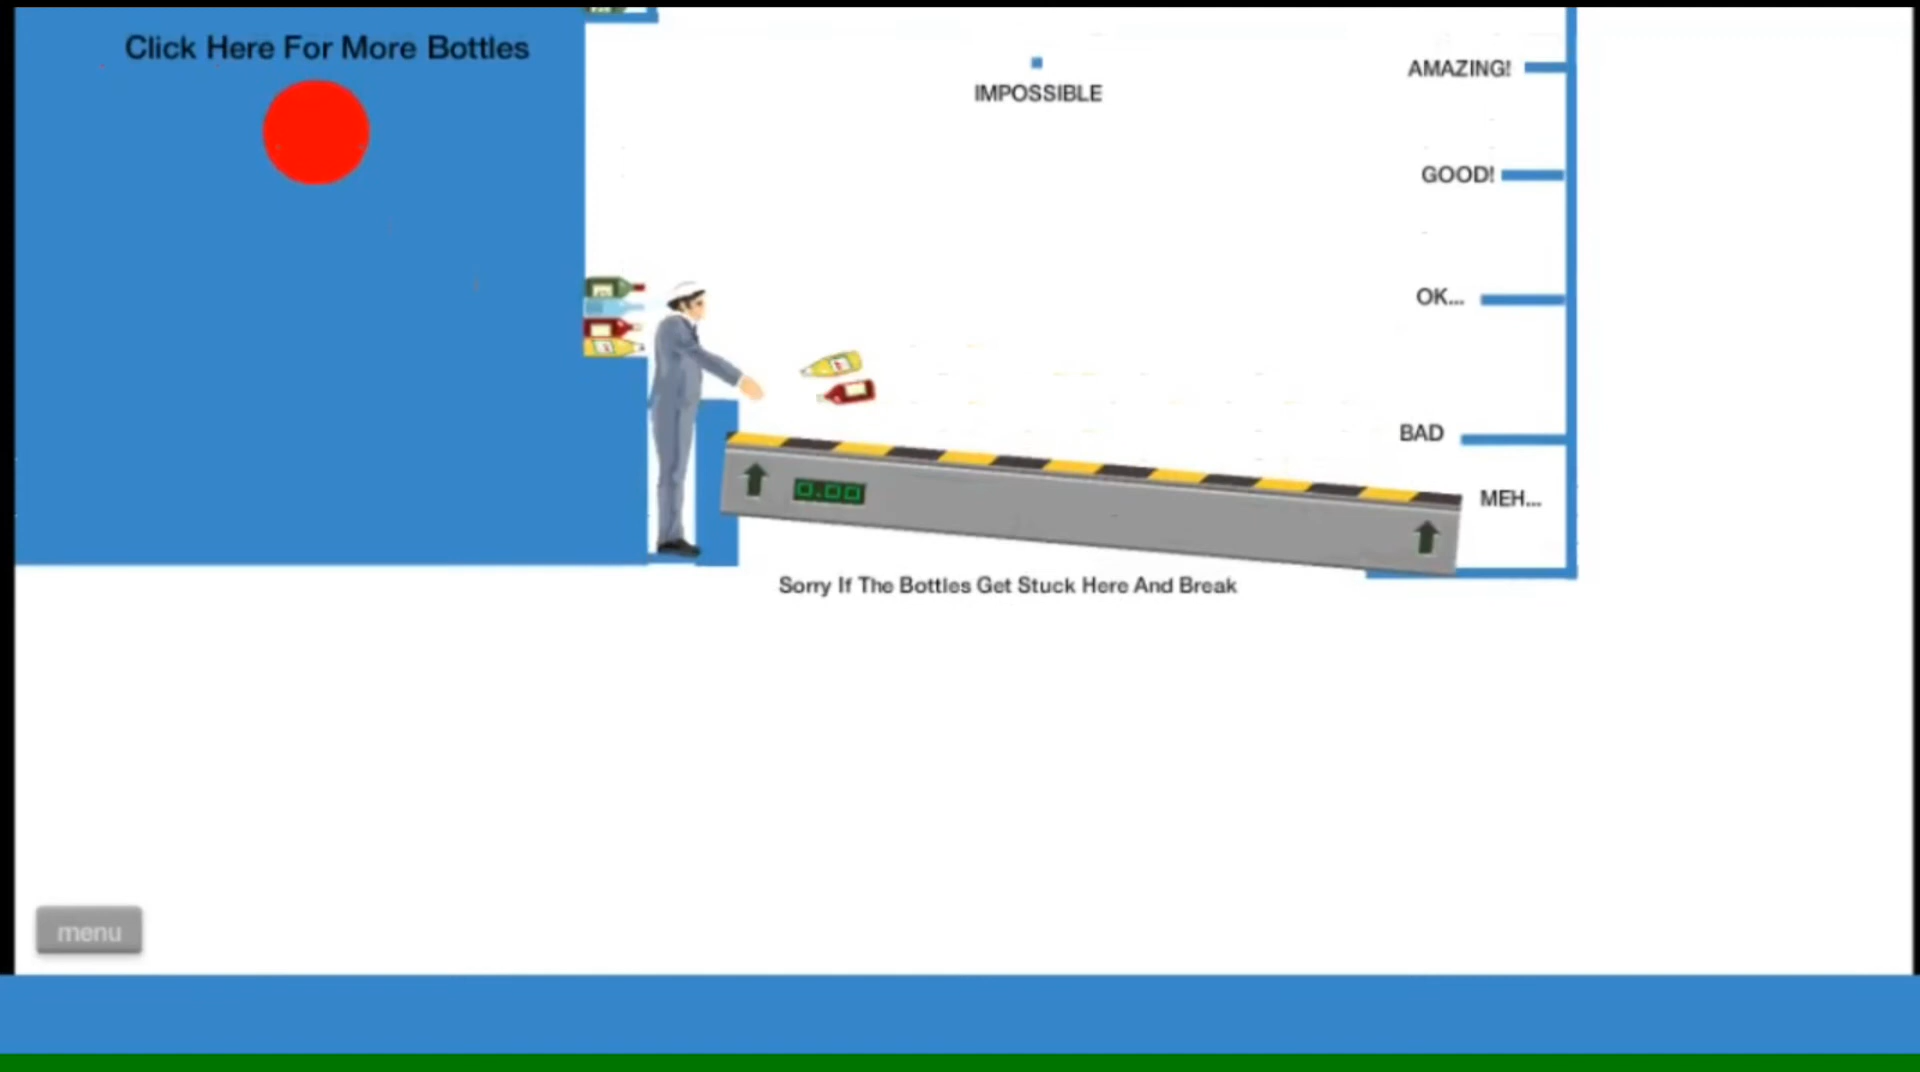 Click Here For More Bottles
IMPOSSIBLE
AMAZING!
GOOD!
OK...
BAD
MEH...
0.00
Sorry If The Bottles Get Stuck Here And Break
menu